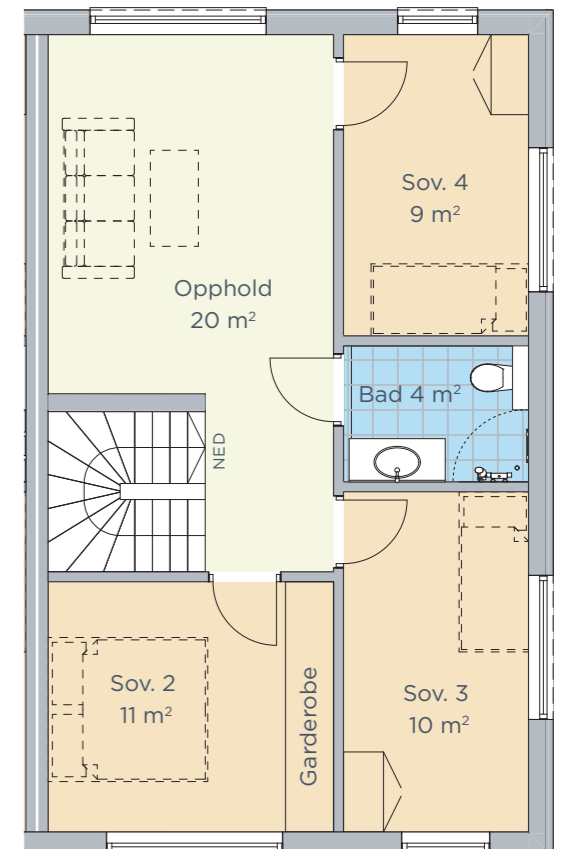 Sov. 4
9 m²
Opphold
20 m²
Bad 4 m²
NED
Sov. 2
11 m²
Garderobe
Sov. 3
10 m²